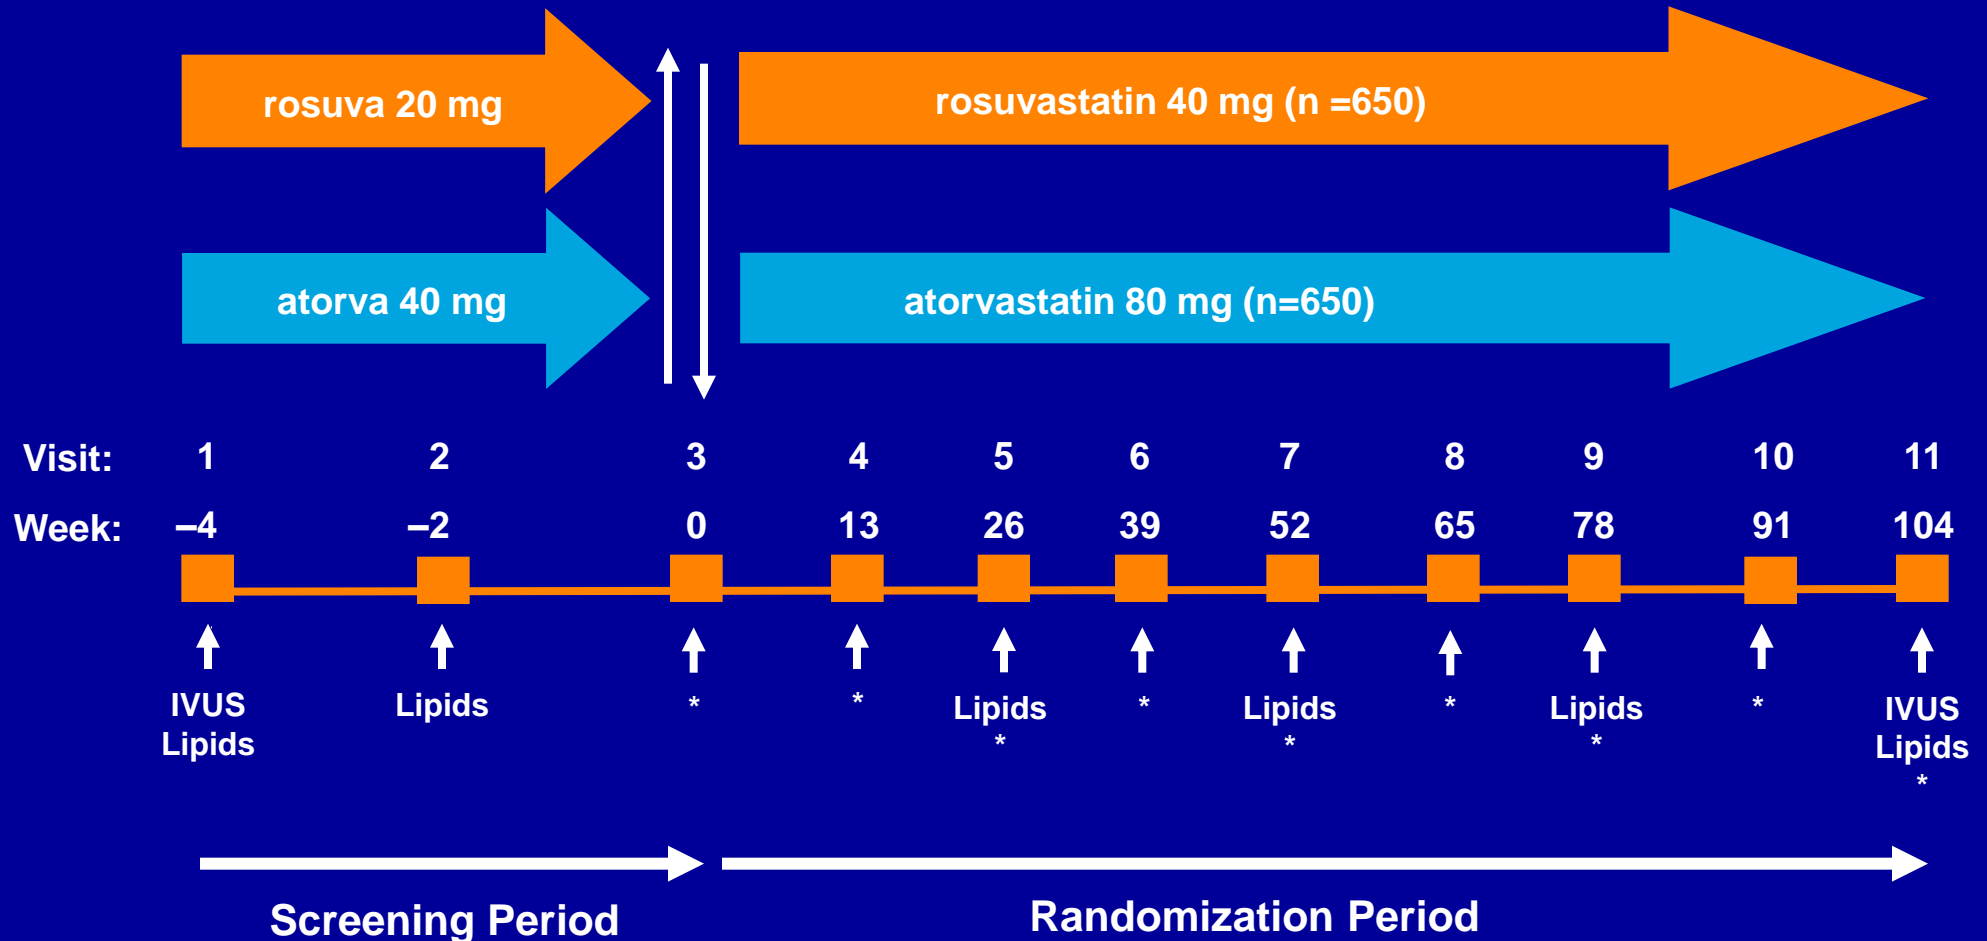 rosuva 20 mg
rosuvastatin 40 mg (n =650)
atorva 40 mg
atorvastatin 80 mg (n=650)
Visit: 1 2 3 4 5 6 7 8 9 10 11
Week: –4 –2 0 13 26 39 52 65 78 91 104
IVUS Lipids * * Lipids * Lipids * Lipids * IVUS
Lipids * * * Lipids
*
Screening Period Randomization Period